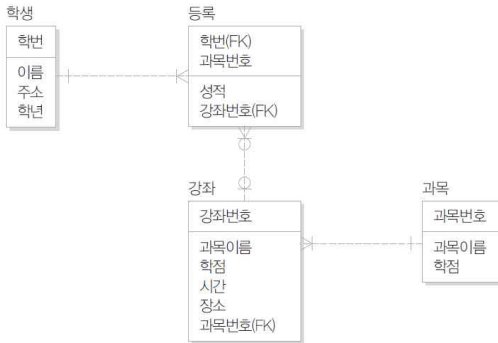 학생
학번
이름
주소
학년
등록
학번(FK)
과목번호
성적
강좌번호(FK)
강좌
강좌번호
과목이름
학점
시간
장소
과목번호(FK)
과목
과목번호
과목이름
학점